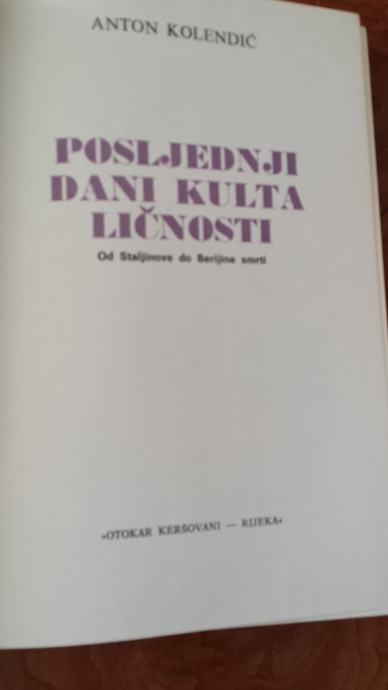 ANTON KOLENDIĆ
POSLJEDNJI
DANI KULTA
LIČNOSTI
Od Staljinove do Berijine smrti
»OTOKAR KERŠOVANI — RIJEKA«